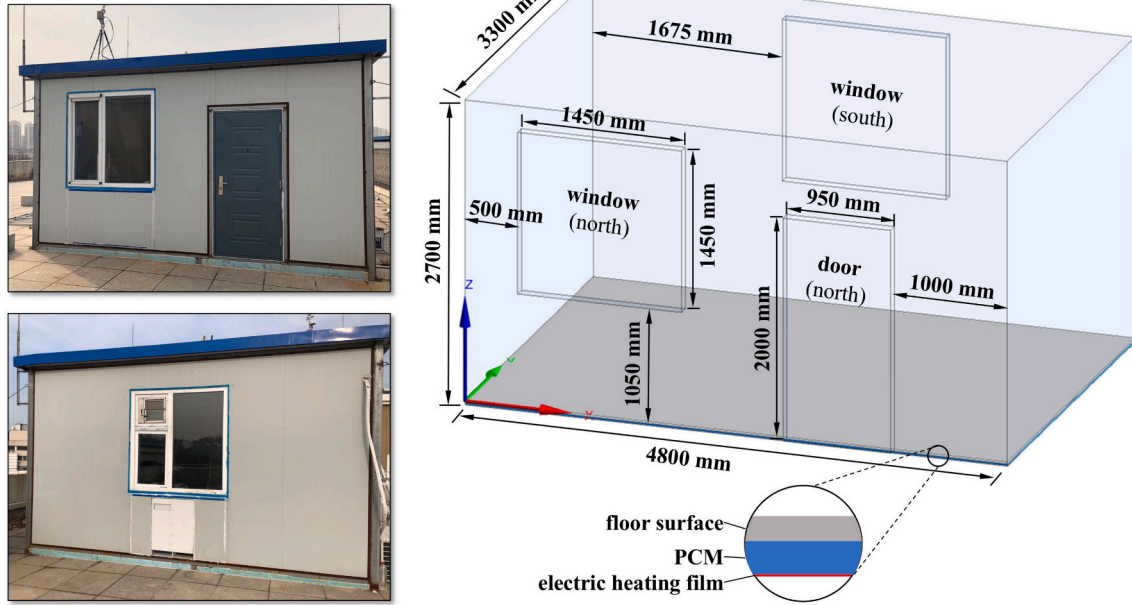 3300 mm
1675 mm
window
(south)
1450 mm
window
(north)
500 mm
1450 mm
2700 mm
950 mm
door
(north)
1000 mm
2000 mm
1050 mm
Z
Y
X
4800 mm
floor surface
PCM
electric heating film